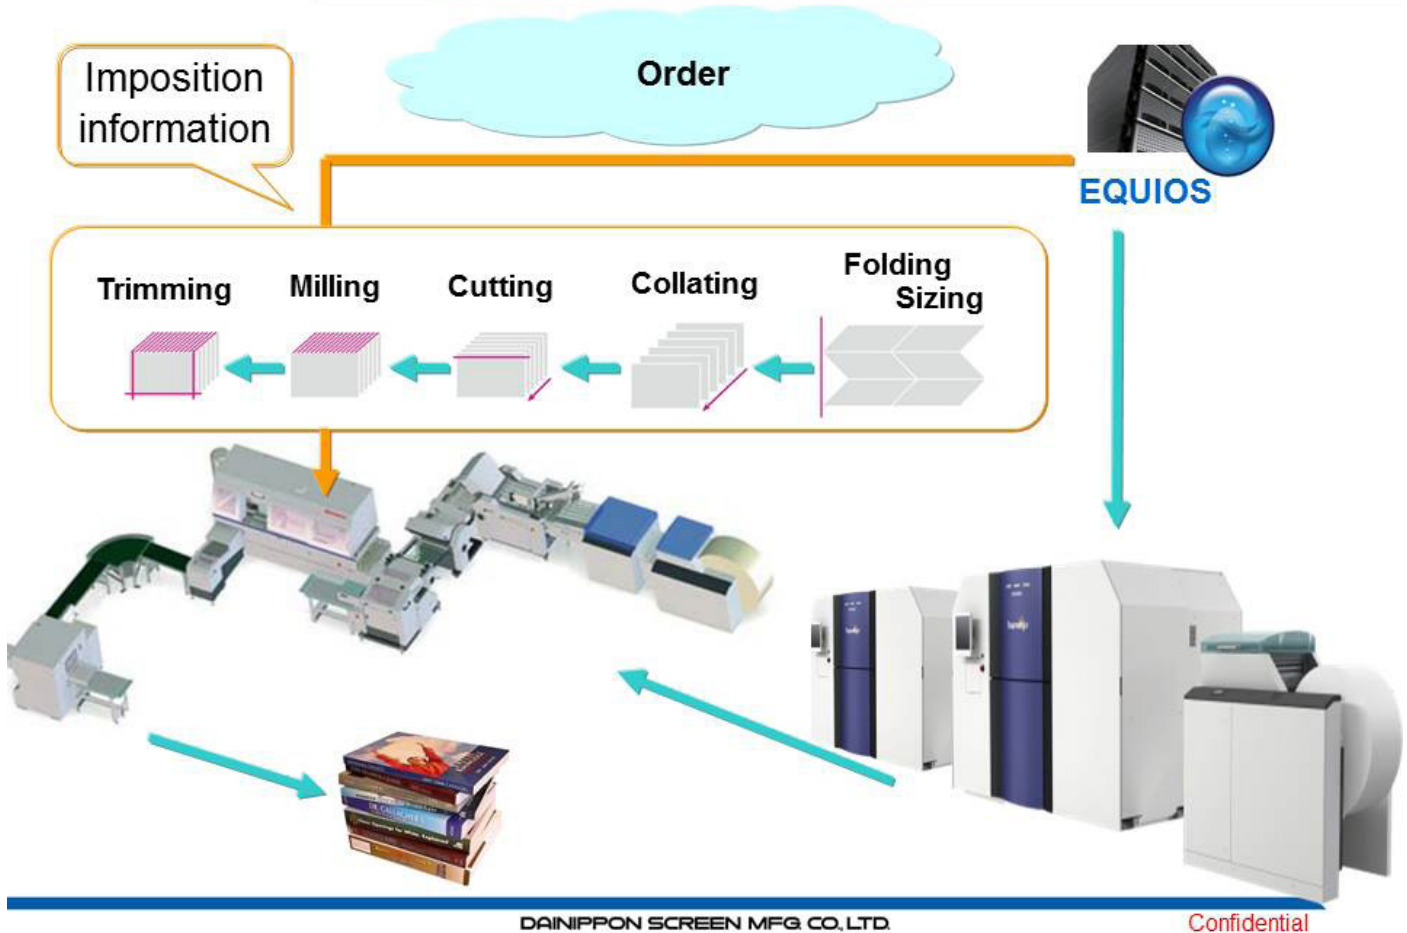 Order
Imposition
information
EQUIOS
Trimming
Milling
Cutting
Collating
Folding
Sizing
DAINIPPON SCREEN MFG. CO., LTD.
Confidential